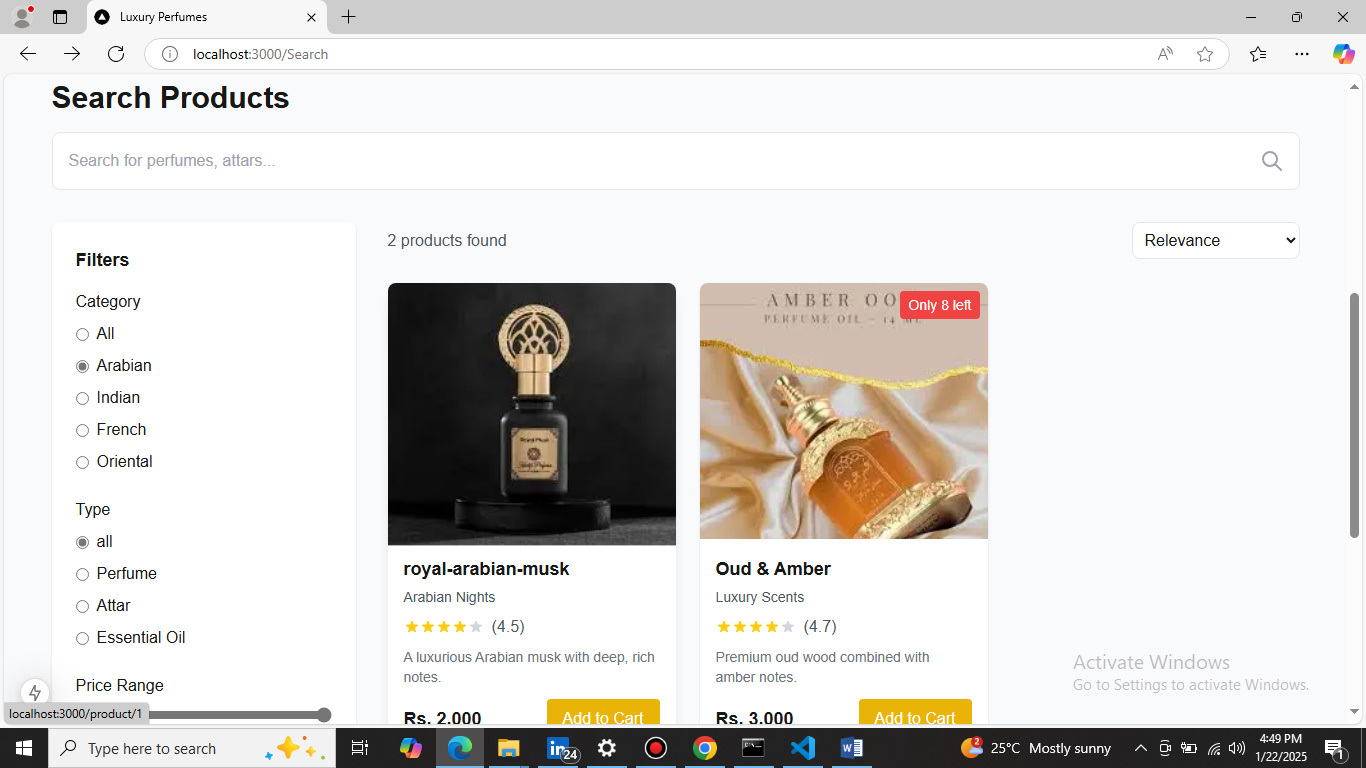 Luxury Perfumes
localhost:3000/Search
Search Products
Search for perfumes, attars...
Filters
Category
All
Arabian
Indian
French
Oriental
Type
all
Perfume
Attar
Essential Oil
Price Range
2 products found
Relevance
royal-arabian-musk
Arabian Nights
(4.5)
A luxurious Arabian musk with deep, rich
notes.
Rs. 2,000
Add to Cart
AMBER OO
Only 8 left
PERFUME OIL - 14 ML
Oud & Amber
Luxury Scents
(4.7)
Premium oud wood combined with
amber notes.
Rs. 3,000
Add to Cart
Activate Windows
Go to Settings to activate Windows.
localhost:3000/product/1
Type here to search
24
2
25°C Mostly sunny
4:49 PM
1/22/2025
1